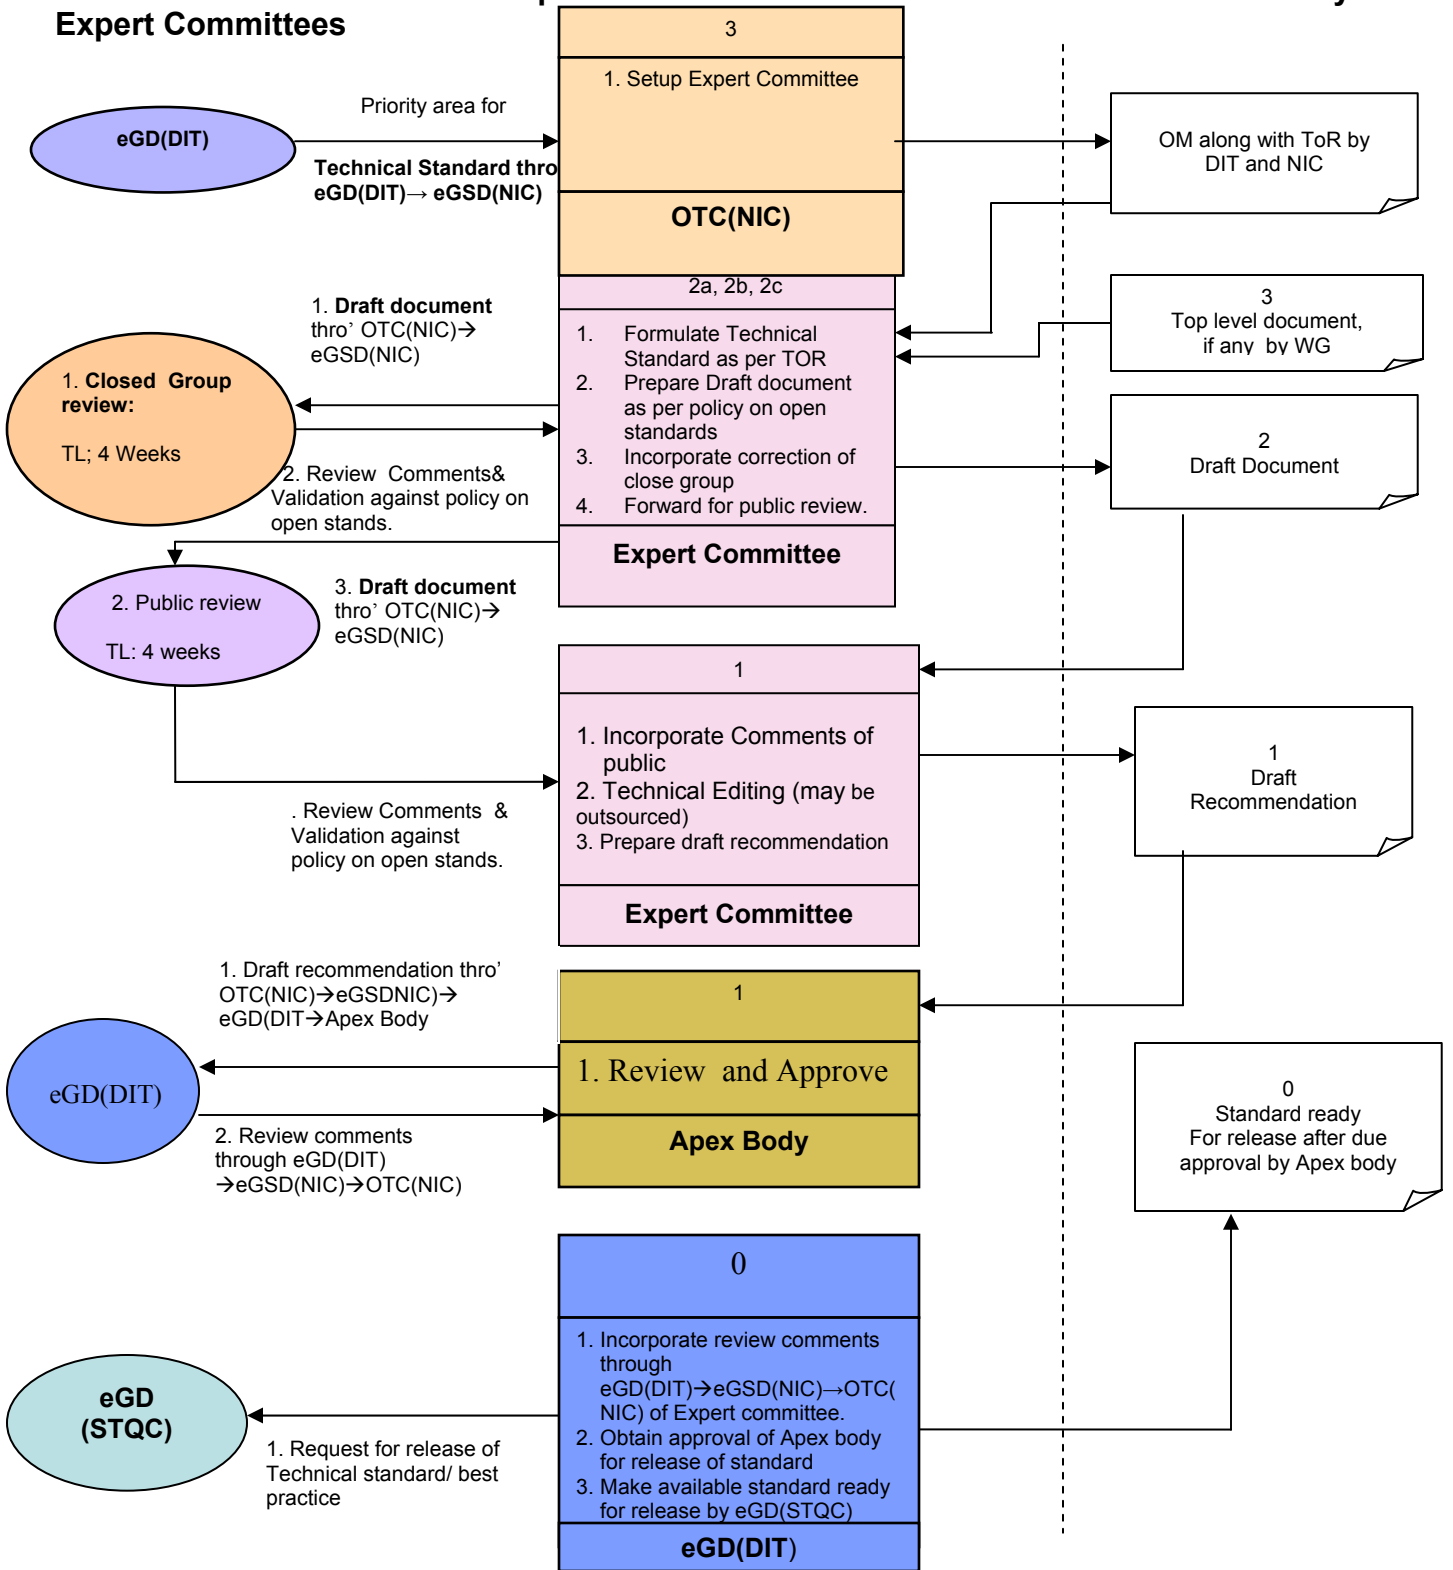 Expert Committees
3
1. Setup Expert Committee
OTC(NIC)
eGD(DIT)
Priority area for
Technical Standard thro
eGD(DIT)→ eGSD(NIC)
OM along with ToR by
DIT and NIC
2a, 2b, 2c
1. Formulate Technical
Standard as per TOR
2. Prepare Draft document
as per policy on open
standards
3. Incorporate correction of
close group
4. Forward for public review.
Expert Committee
1. Draft document
thro’ OTC(NIC)→
eGSD(NIC)
1. Closed Group
review:
TL; 4 Weeks
2. Review Comments&
Validation against policy on
open stands.
3
Top level document,
if any by WG
2
Draft Document
2. Public review
TL: 4 weeks
3. Draft document
thro’ OTC(NIC)→
eGSD(NIC)
1
1. Incorporate Comments of
public
2. Technical Editing (may be
outsourced)
3. Prepare draft recommendation
Expert Committee
. Review Comments &
Validation against
policy on open stands.
1
Draft
Recommendation
1. Draft recommendation thro’
OTC(NIC)→eGSDNIC)→
eGD(DIT→Apex Body
1
1. Review and Approve
Apex Body
eGD(DIT)
2. Review comments
through eGD(DIT)
→eGSD(NIC)→OTC(NIC)
0
Standard ready
For release after due
approval by Apex body
0
1. Incorporate review comments
through
eGD(DIT)→eGSD(NIC)→OTC(
NIC) of Expert committee.
2. Obtain approval of Apex body
for release of standard
3. Make available standard ready
for release by eGD(STQC)
eGD(DIT)
eGD
(STQC)
1. Request for release of
Technical standard/ best
practice